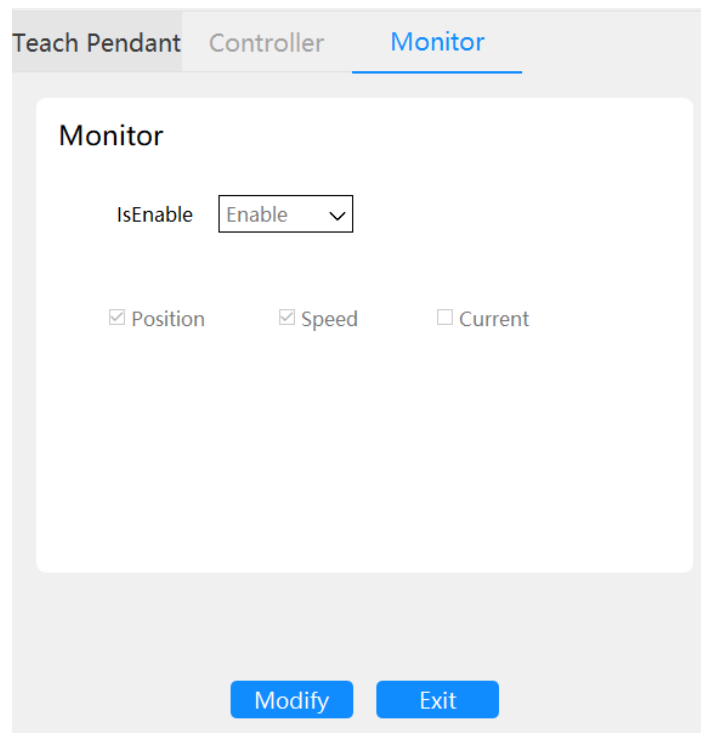 Teach Pendant Controller Monitor
Monitor
IsEnable Enable
Position Speed Current
Modify Exit